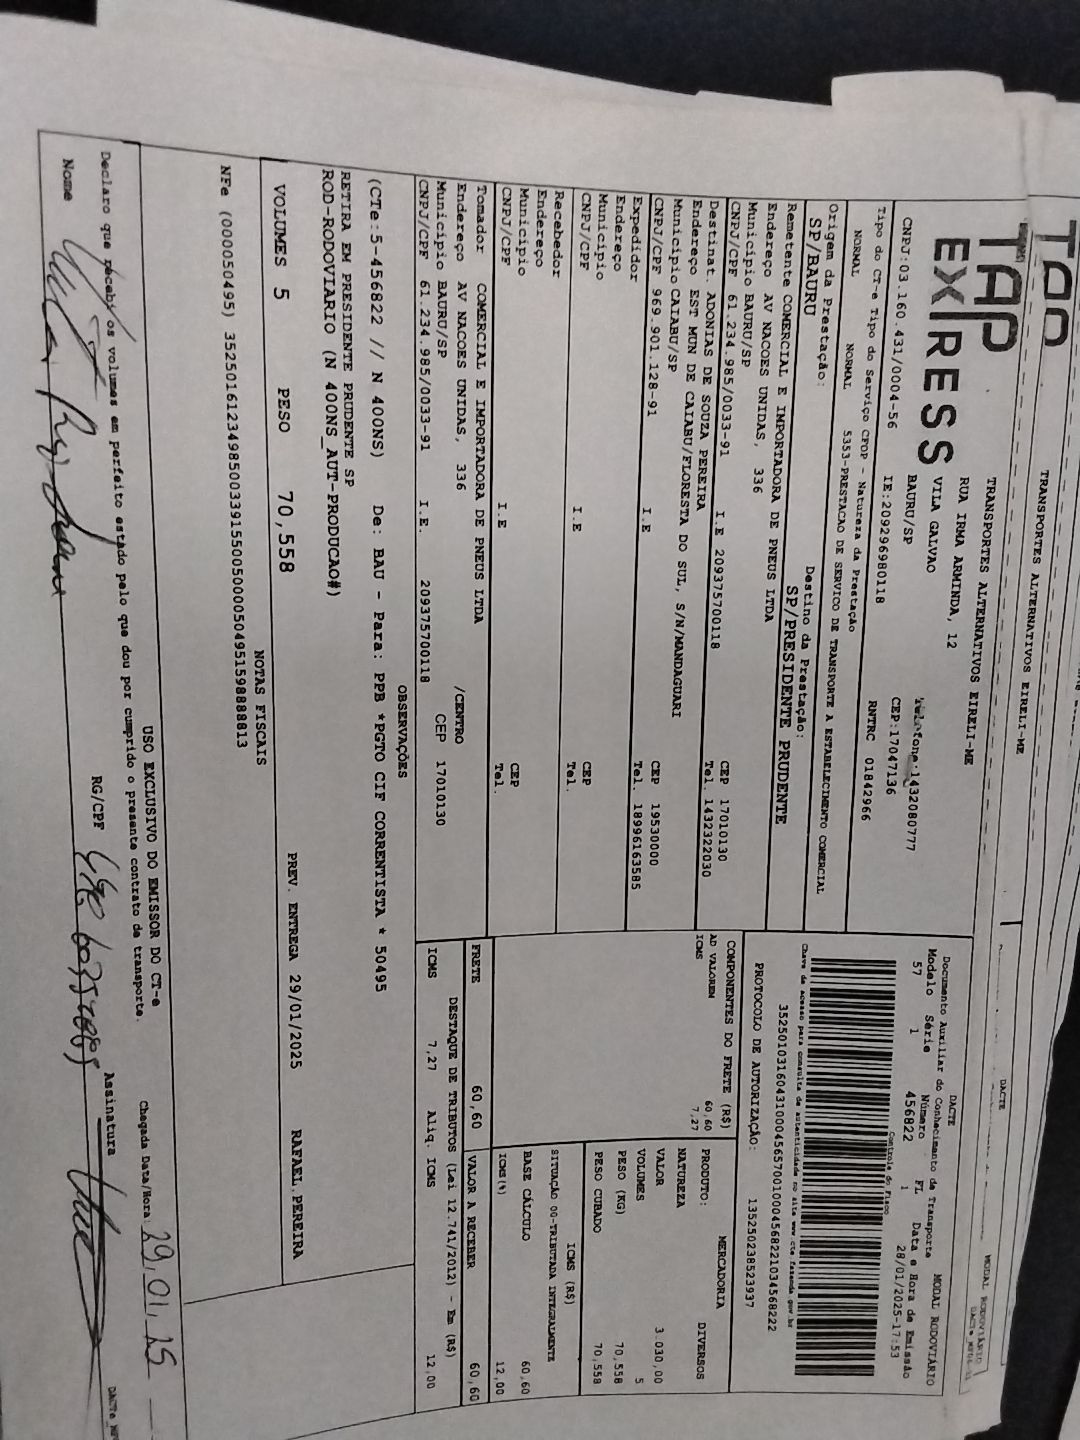 TRANSPORTES ALTERNATIVOS EIRELI-ME
DACTE
MODAL RODOVIÁRIO
TAP
EXPRESS
TRANSPORTES ALTERNATIVOS EIRELI-ME
RUA IRMA ARMINDA, 12
VILA GALVAO
BAURU/SP
Telefone:1432080777
CEP:17047136
CNPJ:03.160.431/0004-56
IE:209296980118
RNTRC 01842966
DACTE
MODAL RODOVIÁRIO
Documento Auxiliar do Conhecimento de Transporte
Modelo Série Número FL Data e Hora de Emissão
57 1 456822 1 28/01/2025-17:53
Controle do Fisco
Chave de acesso para consulta de autenticidade no site www.cte.fazenda.gov.br
35250103160431000456570010004568221034568222
PROTOCOLO DE AUTORIZAÇÃO: 135250238523937
Tipo do CT-e Tipo do Serviço CFOP - Natureza da Prestação
NORMAL NORMAL 5353-PRESTACAO DE SERVICO DE TRANSPORTE A ESTABELECIMENTO COMERCIAL
Origem da Prestação: Destino da Prestação:
SP/BAURU SP/PRESIDENTE PRUDENTE
Remetente COMERCIAL E IMPORTADORA DE PNEUS LTDA
Endereço AV NACOES UNIDAS, 336
Município BAURU/SP CEP 17010130
CNPJ/CPF 61.234.985/0033-91 I.E 209375700118 Tel. 1432322030
Destinat. ADONIAS DE SOUZA PEREIRA
Endereço EST MUN DE CAIABU/FLORESTA DO SUL, S/N/MANDAGUARI
Município CAIABU/SP CEP 19530000
CNPJ/CPF 969.901.128-91 I.E Tel. 18996163585
Expedidor
Endereço
Município CEP
CNPJ/CPF I.E Tel.
Recebedor
Endereço
Município CEP
CNPJ/CPF I.E Tel.
Tomador COMERCIAL E IMPORTADORA DE PNEUS LTDA
Endereço AV NACOES UNIDAS, 336 /CENTRO
Município BAURU/SP CEP 17010130
CNPJ/CPF 61.234.985/0033-91 I.E 209375700118
COMPONENTES DO FRETE (R$)
AD VALOREM 60,60
ICMS 7,27
MERCADORIA
PRODUTO: DIVERSOS
NATUREZA
VALOR 3.030,00
VOLUMES 5
PESO (KG) 70,558
PESO CUBADO 70,558
ICMS (R$)
SITUAÇÃO 00-TRIBUTADA INTEGRALMENTE
BASE CÁLCULO 60,60
ICMS(%) 12,00
FRETE 60,60 VALOR A RECEBER 60,60
DESTAQUE DE TRIBUTOS (Lei 12.741/2012) - Em (R$)
ICMS 7,27 Aliq. ICMS 12,00
OBSERVAÇÕES
(CTe:5-456822 // N 400NS) De: BAU - Para: PPB *PGTO CIF CORRENTISTA * 50495
RETIRA EM PRESIDENTE PRUDENTE SP
ROD-RODOVIARIO (N 400NS_AUT-PRODUCAO#)
VOLUMES 5 PESO 70,558 PREV. ENTREGA 29/01/2025 RAFAEL.PEREIRA
NOTAS FISCAIS
NFe (000050495) 35250161234985003391550050000504951598888813
USO EXCLUSIVO DO EMISSOR DO CT-e
Declaro que recebi os volumes em perfeito estado pelo que dou por cumprido o presente contrato de transporte.
Chegada Data/Hora: 29,01,25
Nome RG/CPF Assinatura